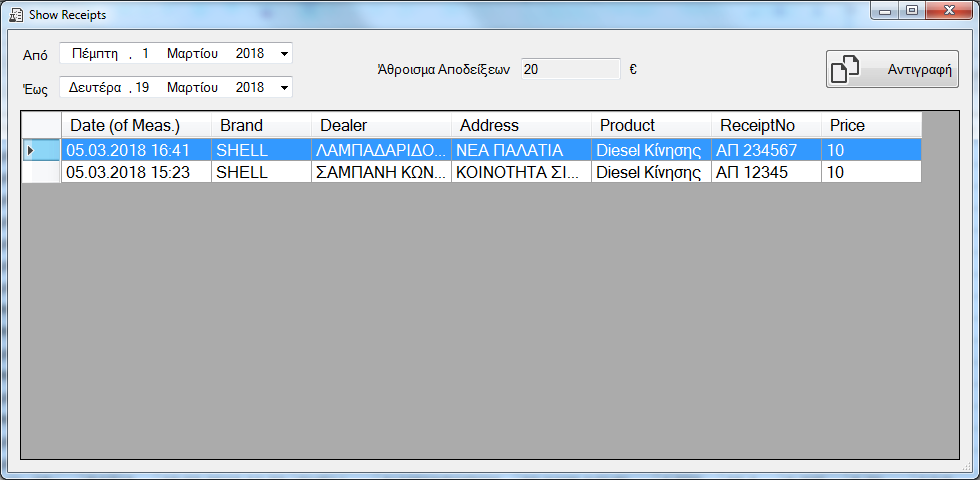 Show Receipts
Από Πέμπτη , 1 Μαρτίου 2018
Έως Δευτέρα , 19 Μαρτίου 2018
Άθροισμα Αποδείξεων 20 €
Αντιγραφή
Date (of Meas.) Brand Dealer Address Product ReceiptNo Price
05.03.2018 16:41 SHELL ΛΑΜΠΑΔΑΡΙΔΟ... ΝΕΑ ΠΑΛΑΤΙΑ Diesel Κίνησης ΑΠ 234567 10
05.03.2018 15:23 SHELL ΣΑΜΠΑΝΗ ΚΩΝ... ΚΟΙΝΟΤΗΤΑ ΣΙ... Diesel Κίνησης ΑΠ 12345 10